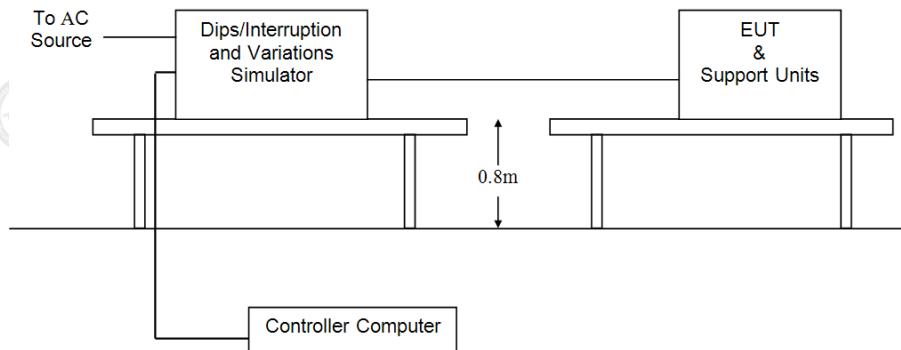 To AC
Source
Dips/Interruption
and Variations
Simulator
EUT
&
Support Units
0.8m
Controller Computer